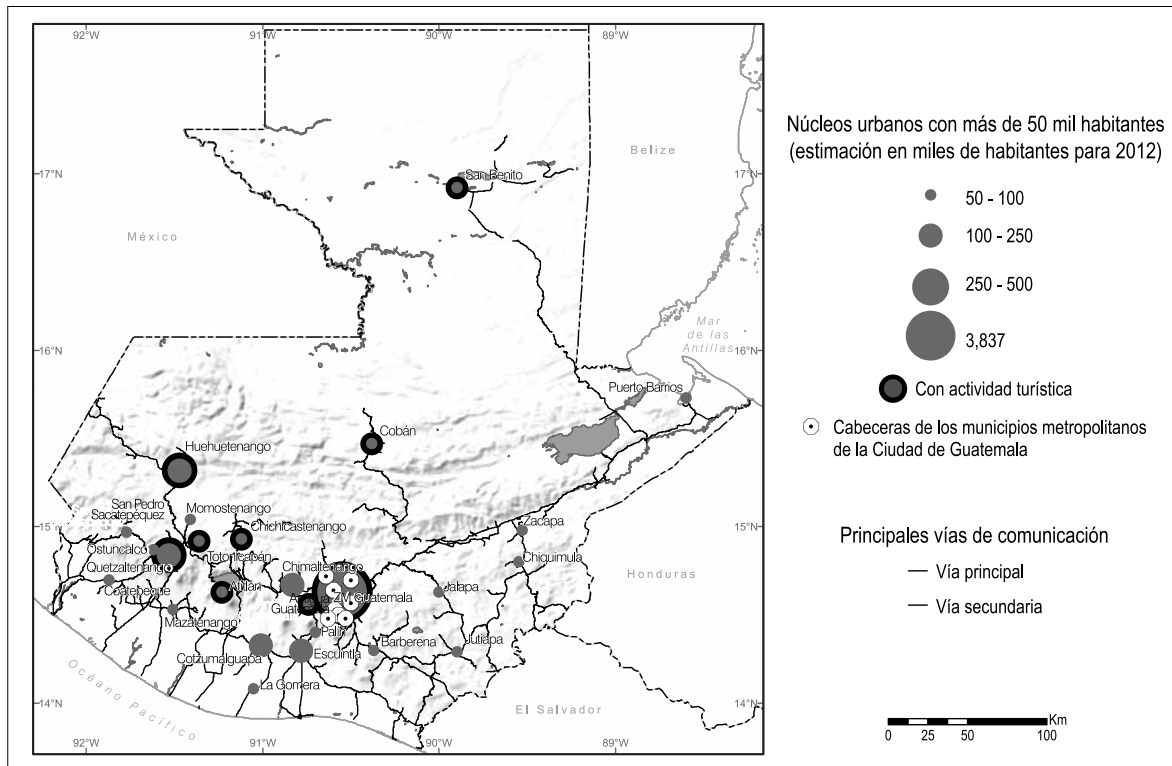 92°W
91°W
90°W
89°W
17°N
San Benito
Belize
México
Mar
de las
Antillas
16°N
16°N
Puerto Barrios
Cobán
Huehuetenango
San Pedro
Sacatepéquez
Momostenango
15°N
Chichicastenango
15°N
Zacapa
Ostuncalco
Totonicapán
Quetzaltenango
Chimaltenango
Chiquimula
Honduras
Coatepeque
Atitlán
ZM Guatemala
Jalapa
Guatemala
Mazatenango
Palín
Barberena
Jutiapa
Cotzumalguapa
Escuintla
La Gomera
14°N
14°N
El Salvador
Océano Pacífico
92°W
91°W
90°W
89°W
Núcleos urbanos con más de 50 mil habitantes
(estimación en miles de habitantes para 2012)
50 - 100
100 - 250
250 - 500
3,837
Con actividad turística
Cabeceras de los municipios metropolitanos
de la Ciudad de Guatemala
Principales vías de comunicación
Vía principal
Vía secundaria
Km
0 25 50 100